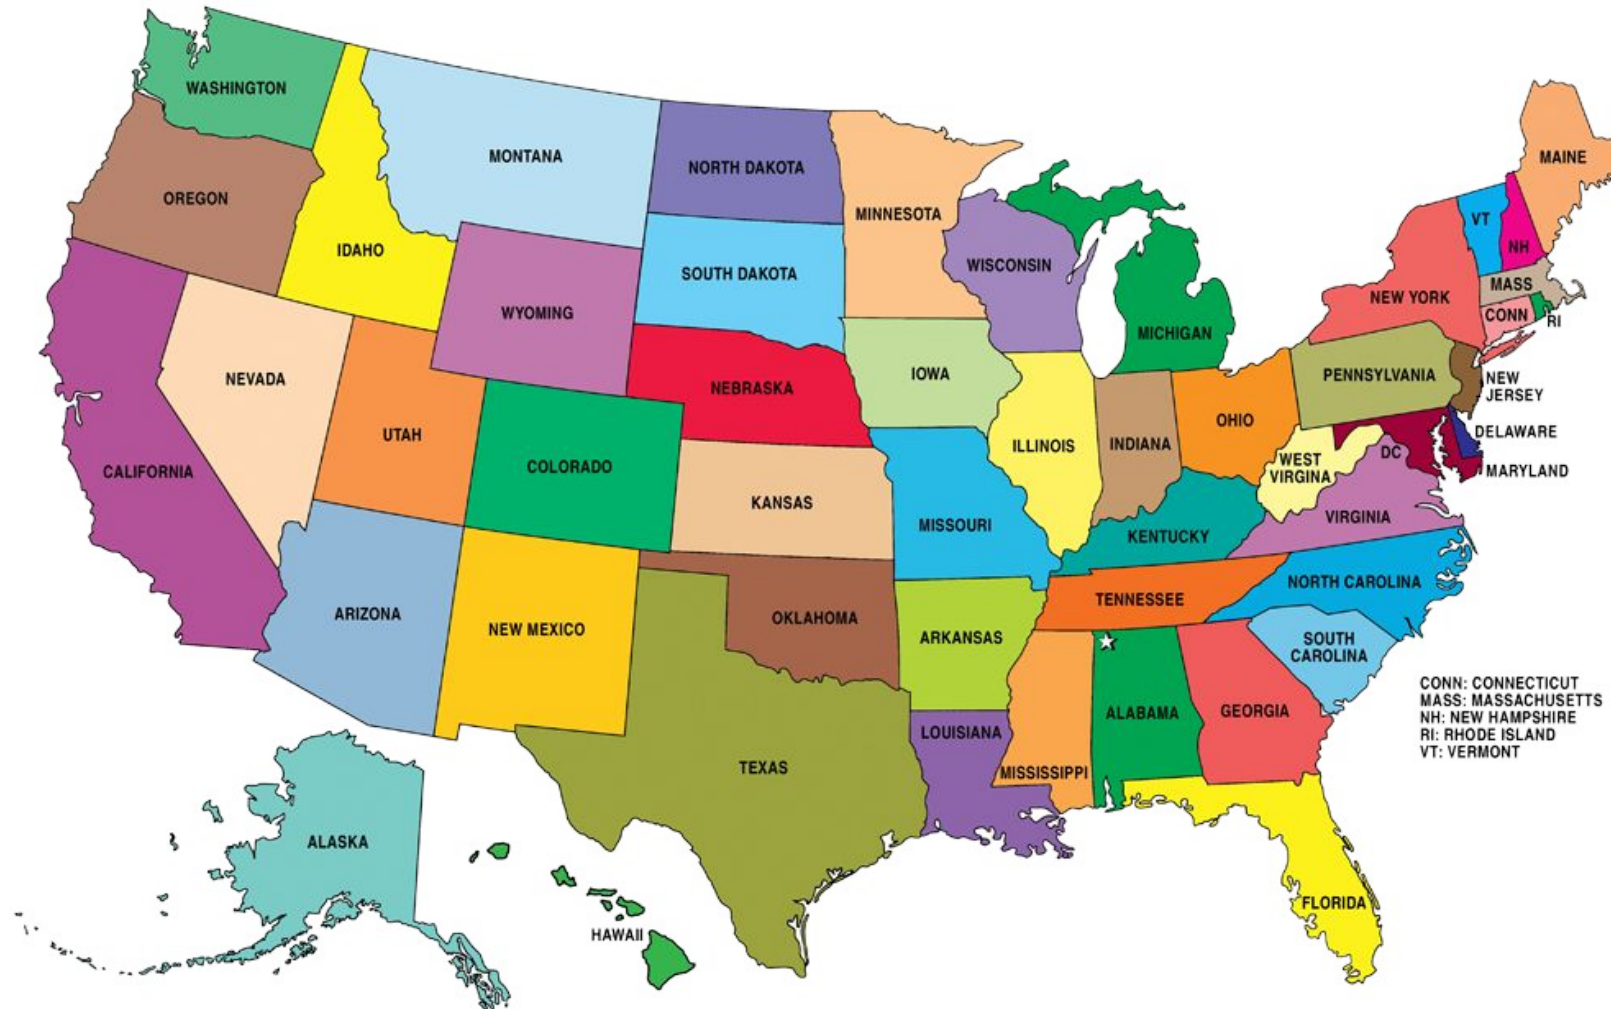 WASHINGTON
OREGON
CALIFORNIA
NEVADA
IDAHO
MONTANA
WYOMING
UTAH
COLORADO
ARIZONA
NEW MEXICO
NORTH DAKOTA
SOUTH DAKOTA
NEBRASKA
KANSAS
OKLAHOMA
TEXAS
MINNESOTA
IOWA
MISSOURI
ARKANSAS
LOUISIANA
WISCONSIN
ILLINOIS
MICHIGAN
INDIANA
OHIO
KENTUCKY
TENNESSEE
MISSISSIPPI
ALABAMA
GEORGIA
FLORIDA
SOUTH
CAROLINA
NORTH CAROLINA
VIRGINIA
WEST
VIRGINA
DC
MARYLAND
DELAWARE
NEW
JERSEY
PENNSYLVANIA
NEW YORK
CONN
RI
MASS
VT
NH
MAINE
ALASKA
HAWAII
CONN: CONNECTICUT
MASS: MASSACHUSETTS
NH: NEW HAMPSHIRE
RI: RHODE ISLAND
VT: VERMONT